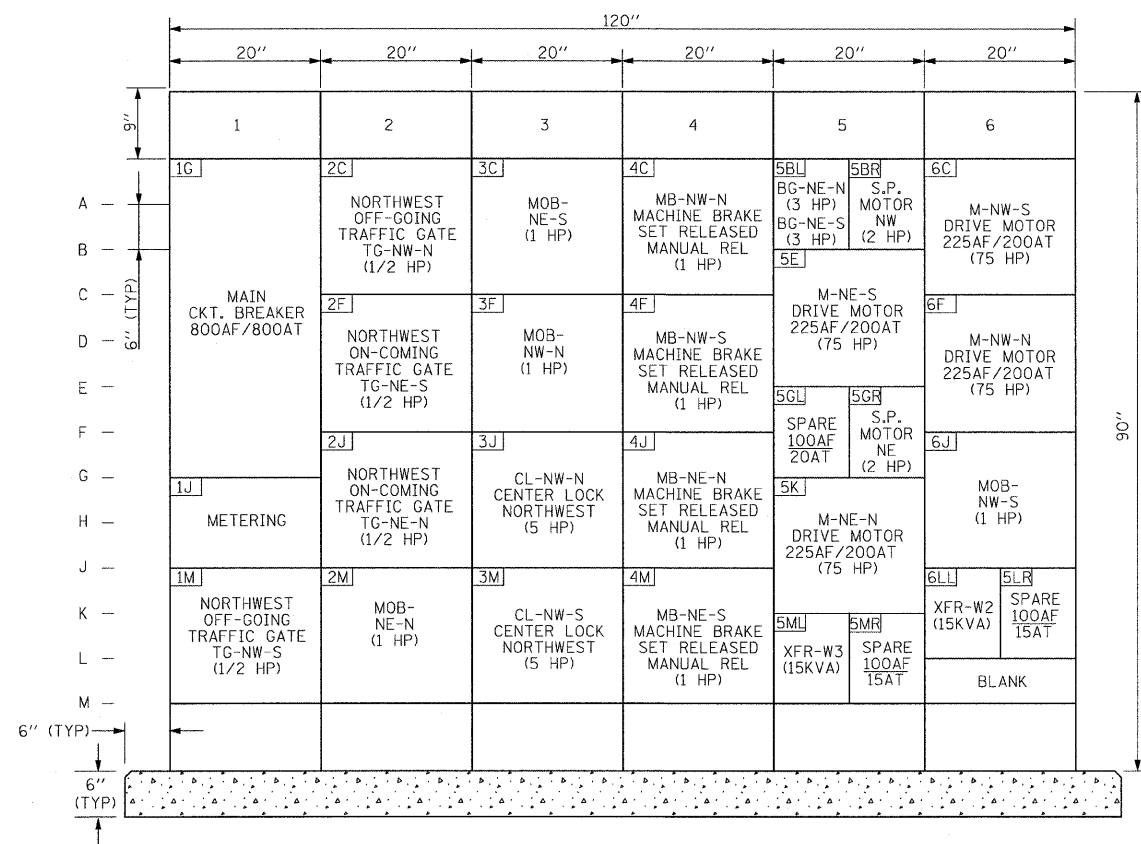 120''
20''
20''
20''
20''
20''
20''
9''
1
2
3
4
5
6
1G
MAIN
CKT. BREAKER
800AF/800AT
1J
METERING
1M
NORTHWEST
OFF-GOING
TRAFFIC GATE
TG-NW-S
(1/2 HP)
2C
NORTHWEST
OFF-GOING
TRAFFIC GATE
TG-NW-N
(1/2 HP)
2F
NORTHWEST
ON-COMING
TRAFFIC GATE
TG-NE-S
(1/2 HP)
2J
NORTHWEST
ON-COMING
TRAFFIC GATE
TG-NE-N
(1/2 HP)
2M
MOB-
NE-N
(1 HP)
3C
MOB-
NE-S
(1 HP)
3F
MOB-
NW-N
(1 HP)
3J
CL-NW-N
CENTER LOCK
NORTHWEST
(5 HP)
3M
CL-NW-S
CENTER LOCK
NORTHWEST
(5 HP)
4C
MB-NW-N
MACHINE BRAKE
SET RELEASED
MANUAL REL
(1 HP)
4F
MB-NW-S
MACHINE BRAKE
SET RELEASED
MANUAL REL
(1 HP)
4J
MB-NE-N
MACHINE BRAKE
SET RELEASED
MANUAL REL
(1 HP)
4M
MB-NE-S
MACHINE BRAKE
SET RELEASED
MANUAL REL
(1 HP)
5BL
BG-NE-N
(3 HP)
BG-NE-S
(3 HP)
5BR
S.P.
MOTOR
NW
(2 HP)
5E
M-NE-S
DRIVE MOTOR
225AF/200AT
(75 HP)
5GL
SPARE
100AF
20AT
5GR
S.P.
MOTOR
NE
(2 HP)
5K
M-NE-N
DRIVE MOTOR
225AF/200AT
(75 HP)
5ML
XFR-W3
(15KVA)
5MR
SPARE
100AF
15AT
6C
M-NW-S
DRIVE MOTOR
225AF/200AT
(75 HP)
6F
M-NW-N
DRIVE MOTOR
225AF/200AT
(75 HP)
6J
MOB-
NW-S
(1 HP)
6LL
XFR-W2
(15KVA)
5LR
SPARE
100AF
15AT
BLANK
A
B
C
D
E
F
G
H
J
K
L
M
6'' (TYP)
90''
6'' (TYP)
6''
(TYP)